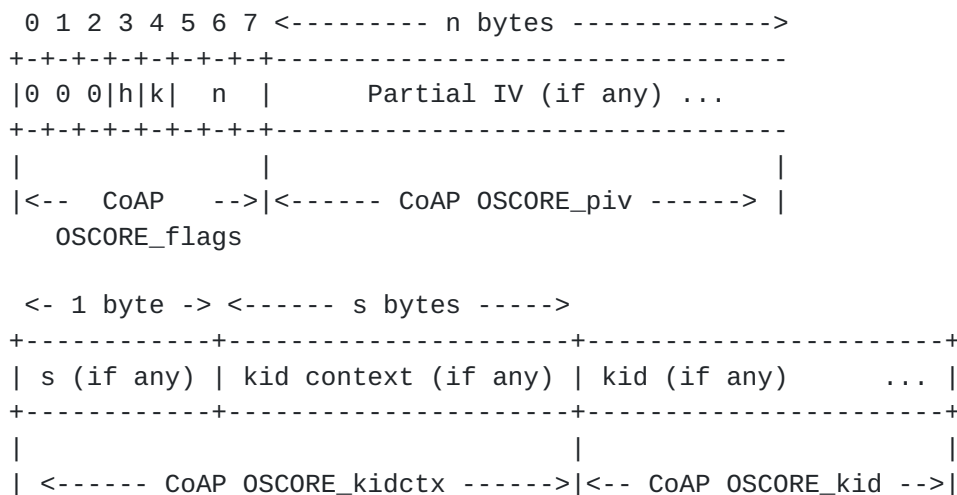 0 1 2 3 4 5 6 7 <--------- n bytes ------------->
+-+-+-+-+-+-+-+-+---------------------------------
|0 0 0|h|k|  n  |      Partial IV (if any) ...
+-+-+-+-+-+-+-+-+---------------------------------
|               |                                |
|<--  CoAP   -->|<------ CoAP OSCORE_piv ------> |
   OSCORE_flags
<- 1 byte -> <------ s bytes ----->
+------------+----------------------+-----------------------+
| s (if any) | kid context (if any) | kid (if any)      ... |
+------------+----------------------+-----------------------+
|                                   |                       |
| <------ CoAP OSCORE_kidctx ------>|<-- CoAP OSCORE_kid -->|